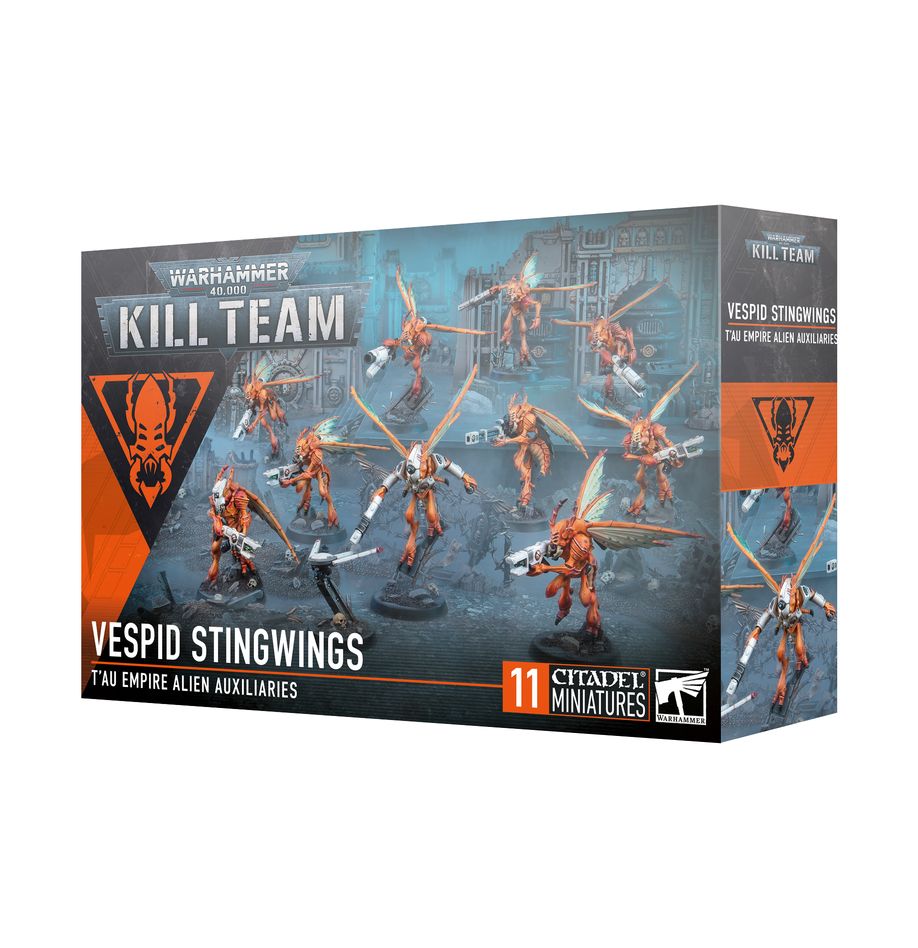 WARHAMMER
40,000
KILL TEAM
VESPID STINGWINGS
T'AU EMPIRE ALIEN AUXILIARIES
11 CITADEL®
MINIATURES
WARHAMMER
™
WARHAMMER
KILL TEAM
VESPID STINGWINGS
T'AU EMPIRE ALIEN AUXILIARIES